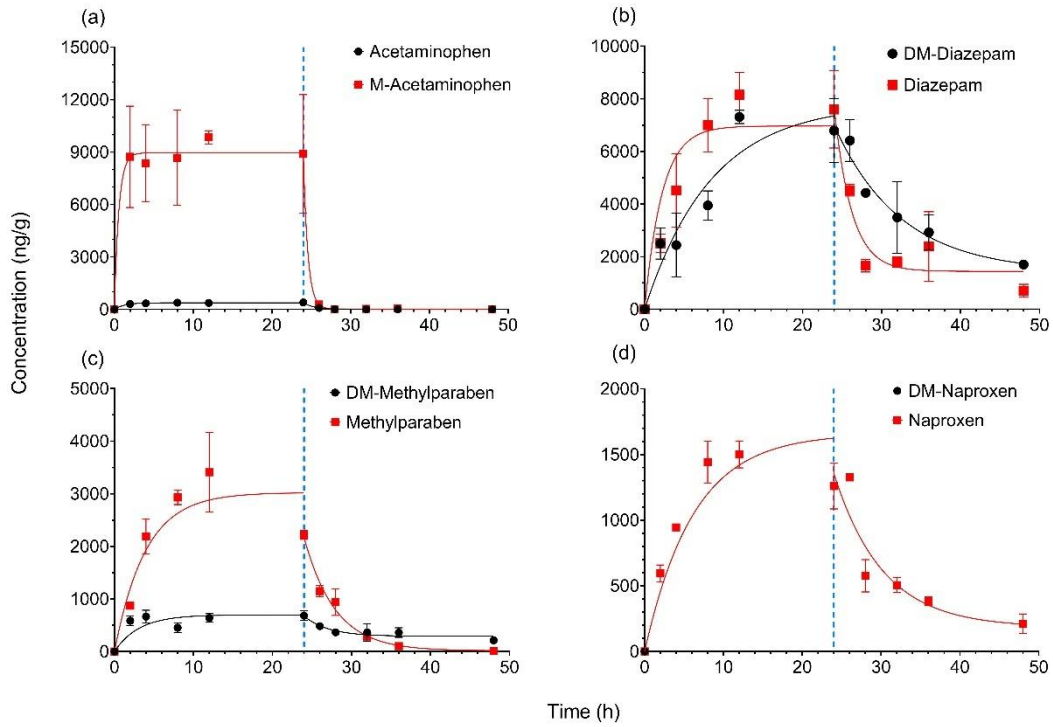 (a)
Acetaminophen
M-Acetaminophen
15000
12000
9000
6000
3000
0
0 10 20 30 40 50
(b)
DM-Diazepam
Diazepam
10000
8000
6000
4000
2000
0
0 10 20 30 40 50
Concentration (ng/g)
(c)
DM-Methylparaben
Methylparaben
5000
4000
3000
2000
1000
0
0 10 20 30 40 50
(d)
DM-Naproxen
Naproxen
2000
1500
1000
500
0
0 10 20 30 40 50
Time (h)